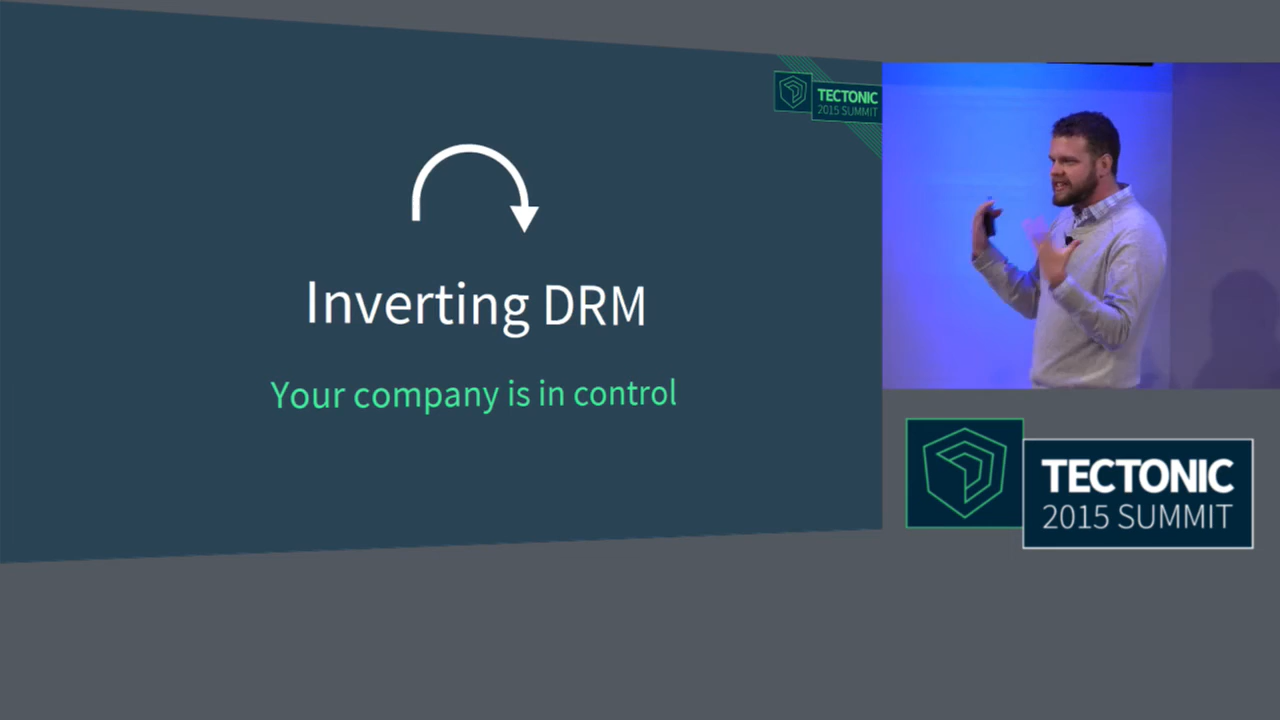 TECTONIC
2015 SUMMIT
Inverting DRM
Your company is in control
TECTONIC
2015 SUMMIT